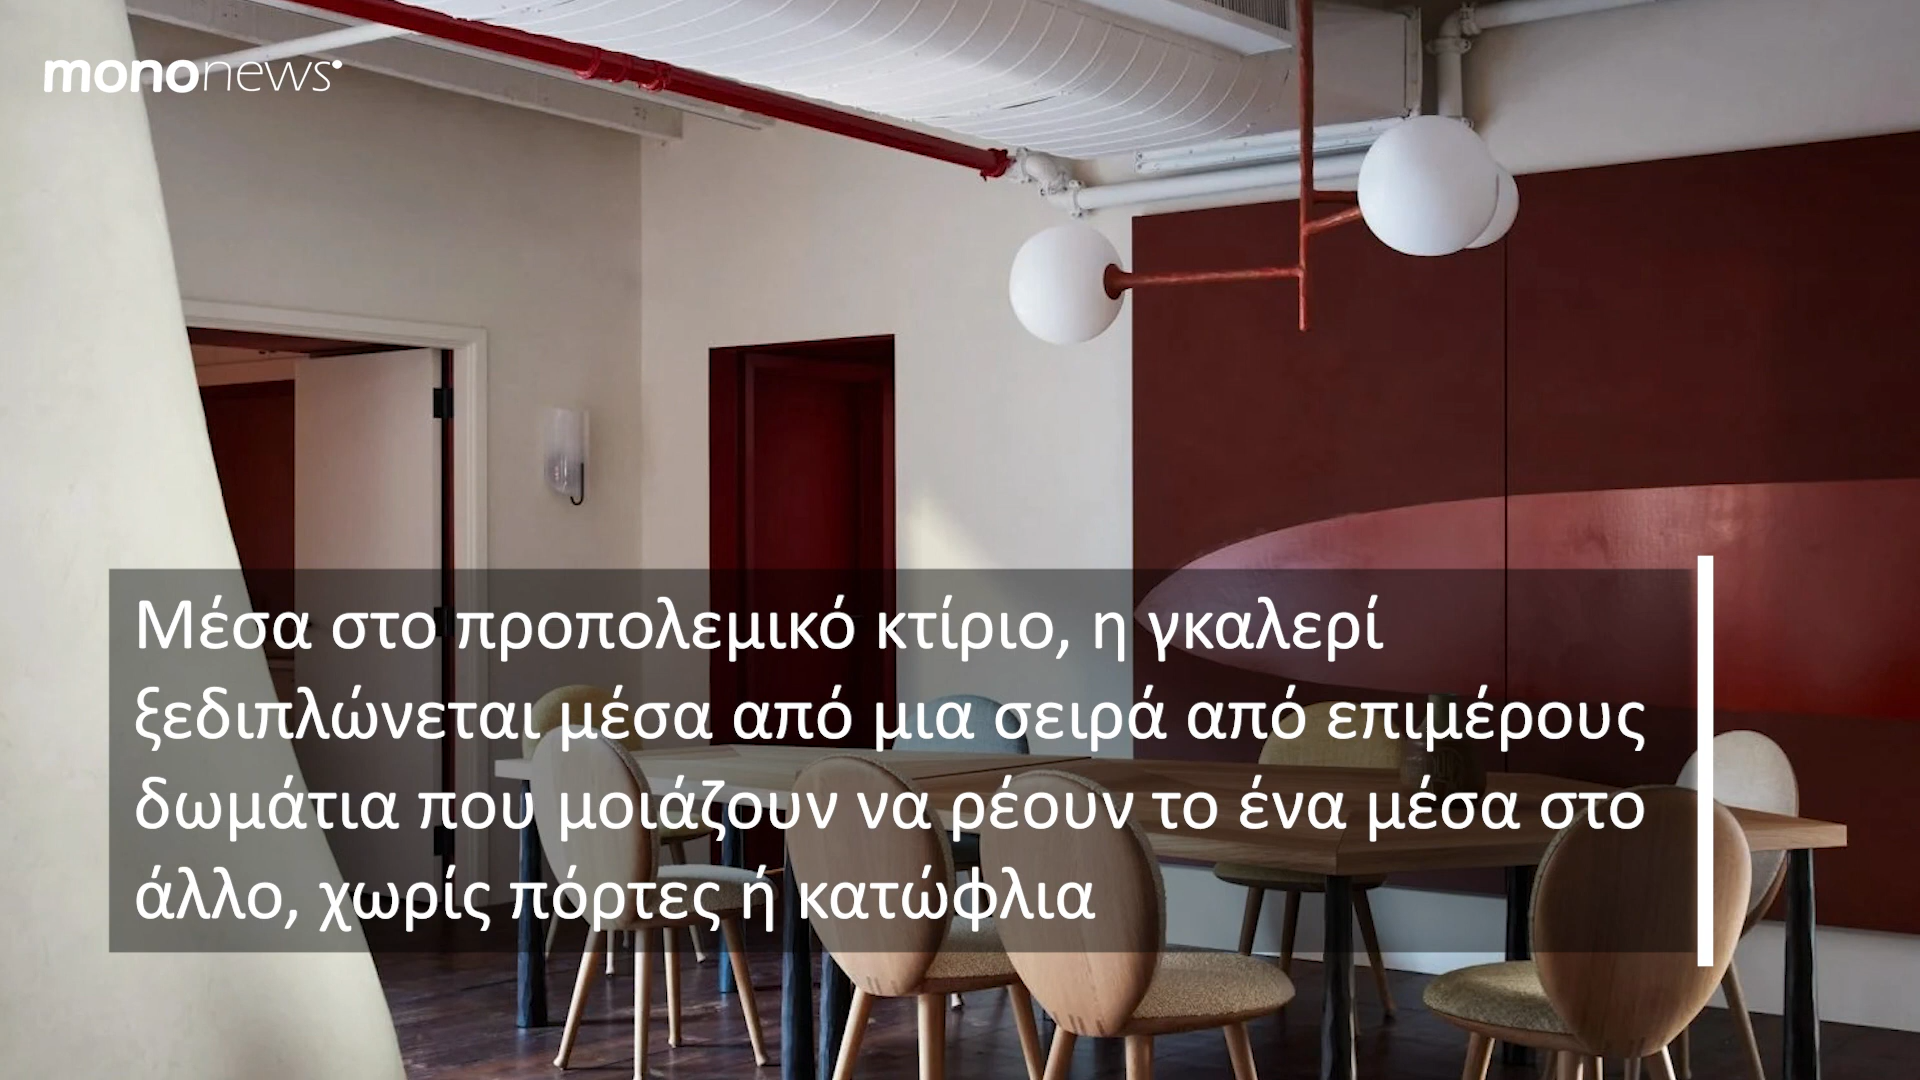 mononews
Μέσα στο προπολεμικό κτίριο, η γκαλερί
ξεδιπλώνεται μέσα από μια σειρά από επιμέρους
δωμάτια που μοιάζουν να ρέουν το ένα μέσα στο
άλλο, χωρίς πόρτες ή κατώφλια